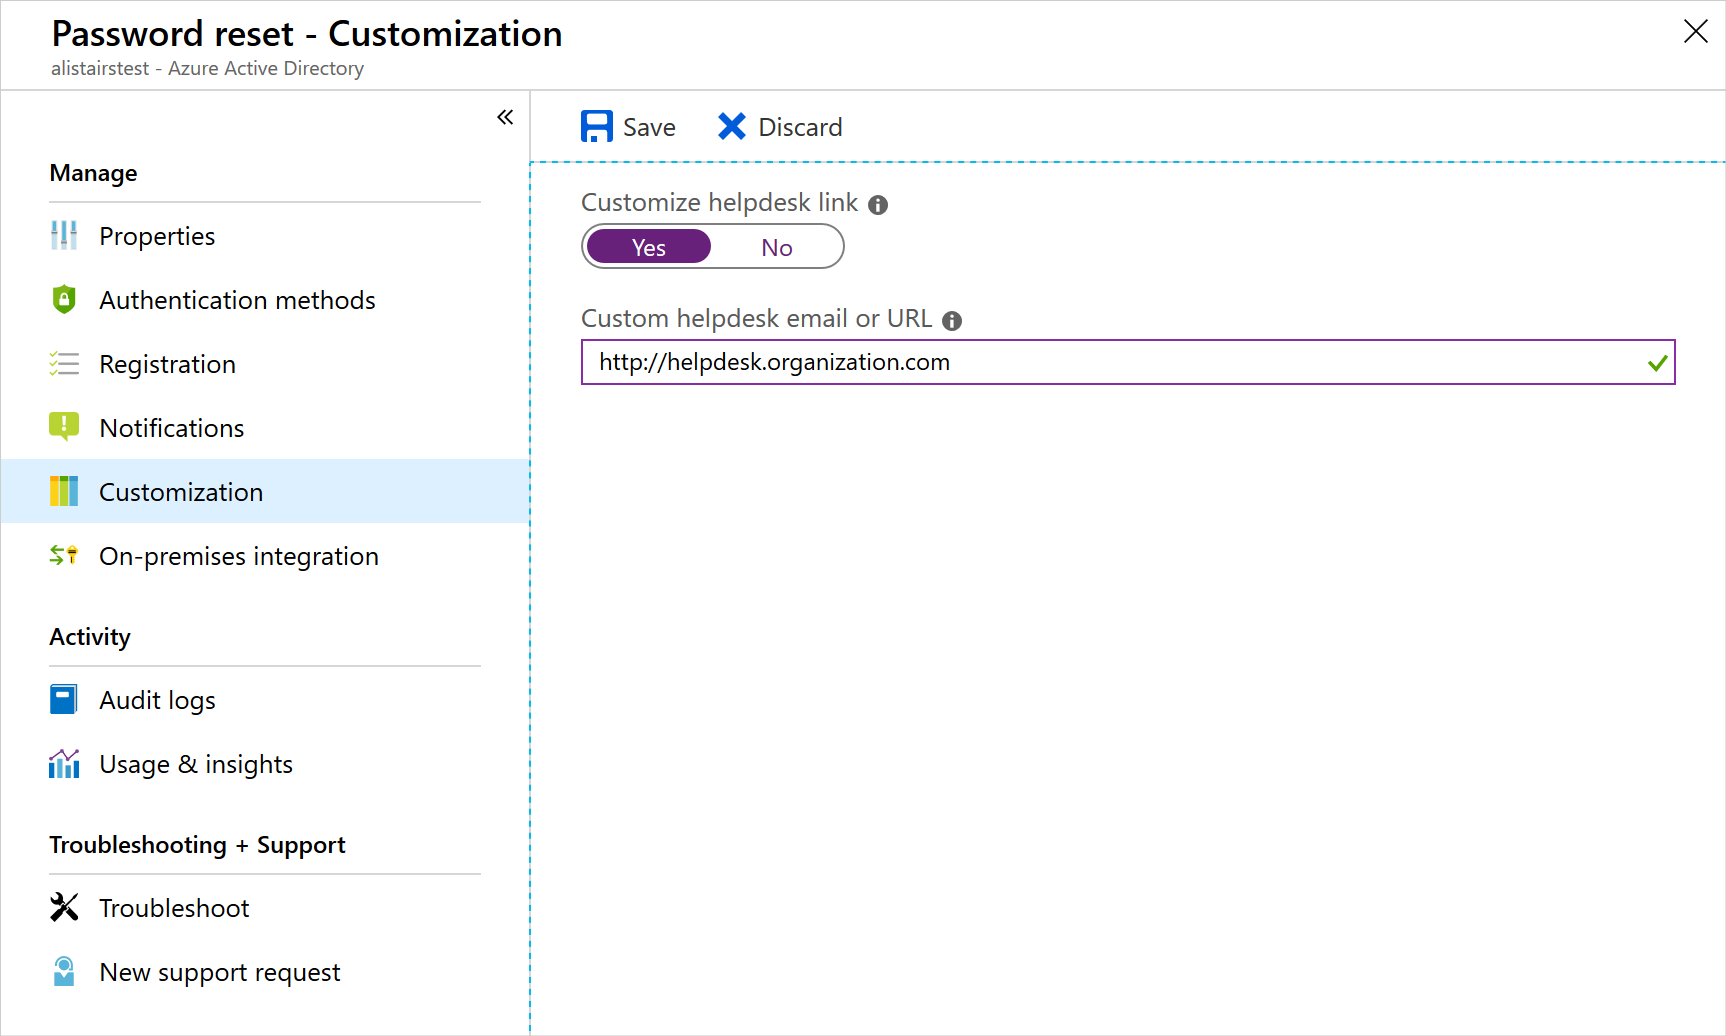 Password reset - Customization
alistairstest - Azure Active Directory
Manage
Properties
Authentication methods
Registration
Notifications
Customization
On-premises integration
Activity
Audit logs
Usage & insights
Troubleshooting + Support
Troubleshoot
New support request
Save Discard
Customize helpdesk link
Yes No
Custom helpdesk email or URL
http://helpdesk.organization.com